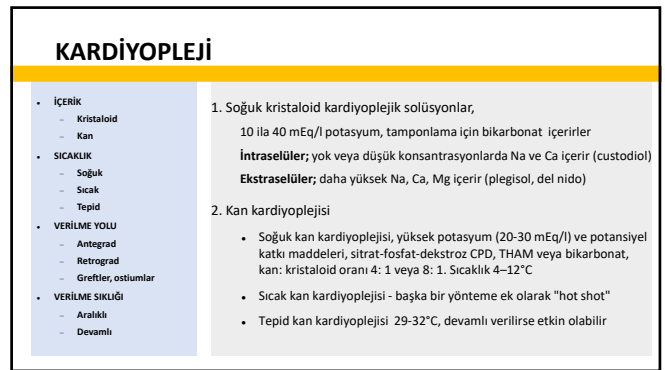 KARDİYOPLEJİ
• İÇERİK
– Kristaloid
– Kan
• SICAKLIK
– Soğuk
– Sıcak
– Tepid
• VERİLME YOLU
– Antegrad
– Retrograd
– Greftler, ostiumlar
• VERİLME SIKLIĞI
– Aralıklı
– Devamlı
1. Soğuk kristaloid kardiyoplejik solüsyonlar,
10 ila 40 mEq/l potasyum, tamponlama için bikarbonat içerirler
İntraselüler; yok veya düşük konsantrasyonlarda Na ve Ca içerir (custodiol)
Ekstraselüler; daha yüksek Na, Ca, Mg içerir (plegisol, del nido)
2. Kan kardiyoplejisi
• Soğuk kan kardiyoplejisi, yüksek potasyum (20-30 mEq/l) ve potansiyel
katkı maddeleri, sitrat-fosfat-dekstroz CPD, THAM veya bikarbonat,
kan: kristaloid oranı 4: 1 veya 8: 1. Sıcaklık 4–12°C
• Sıcak kan kardiyoplejisi - başka bir yönteme ek olarak "hot shot"
• Tepid kan kardiyoplejisi 29-32°C, devamlı verilirse etkin olabilir